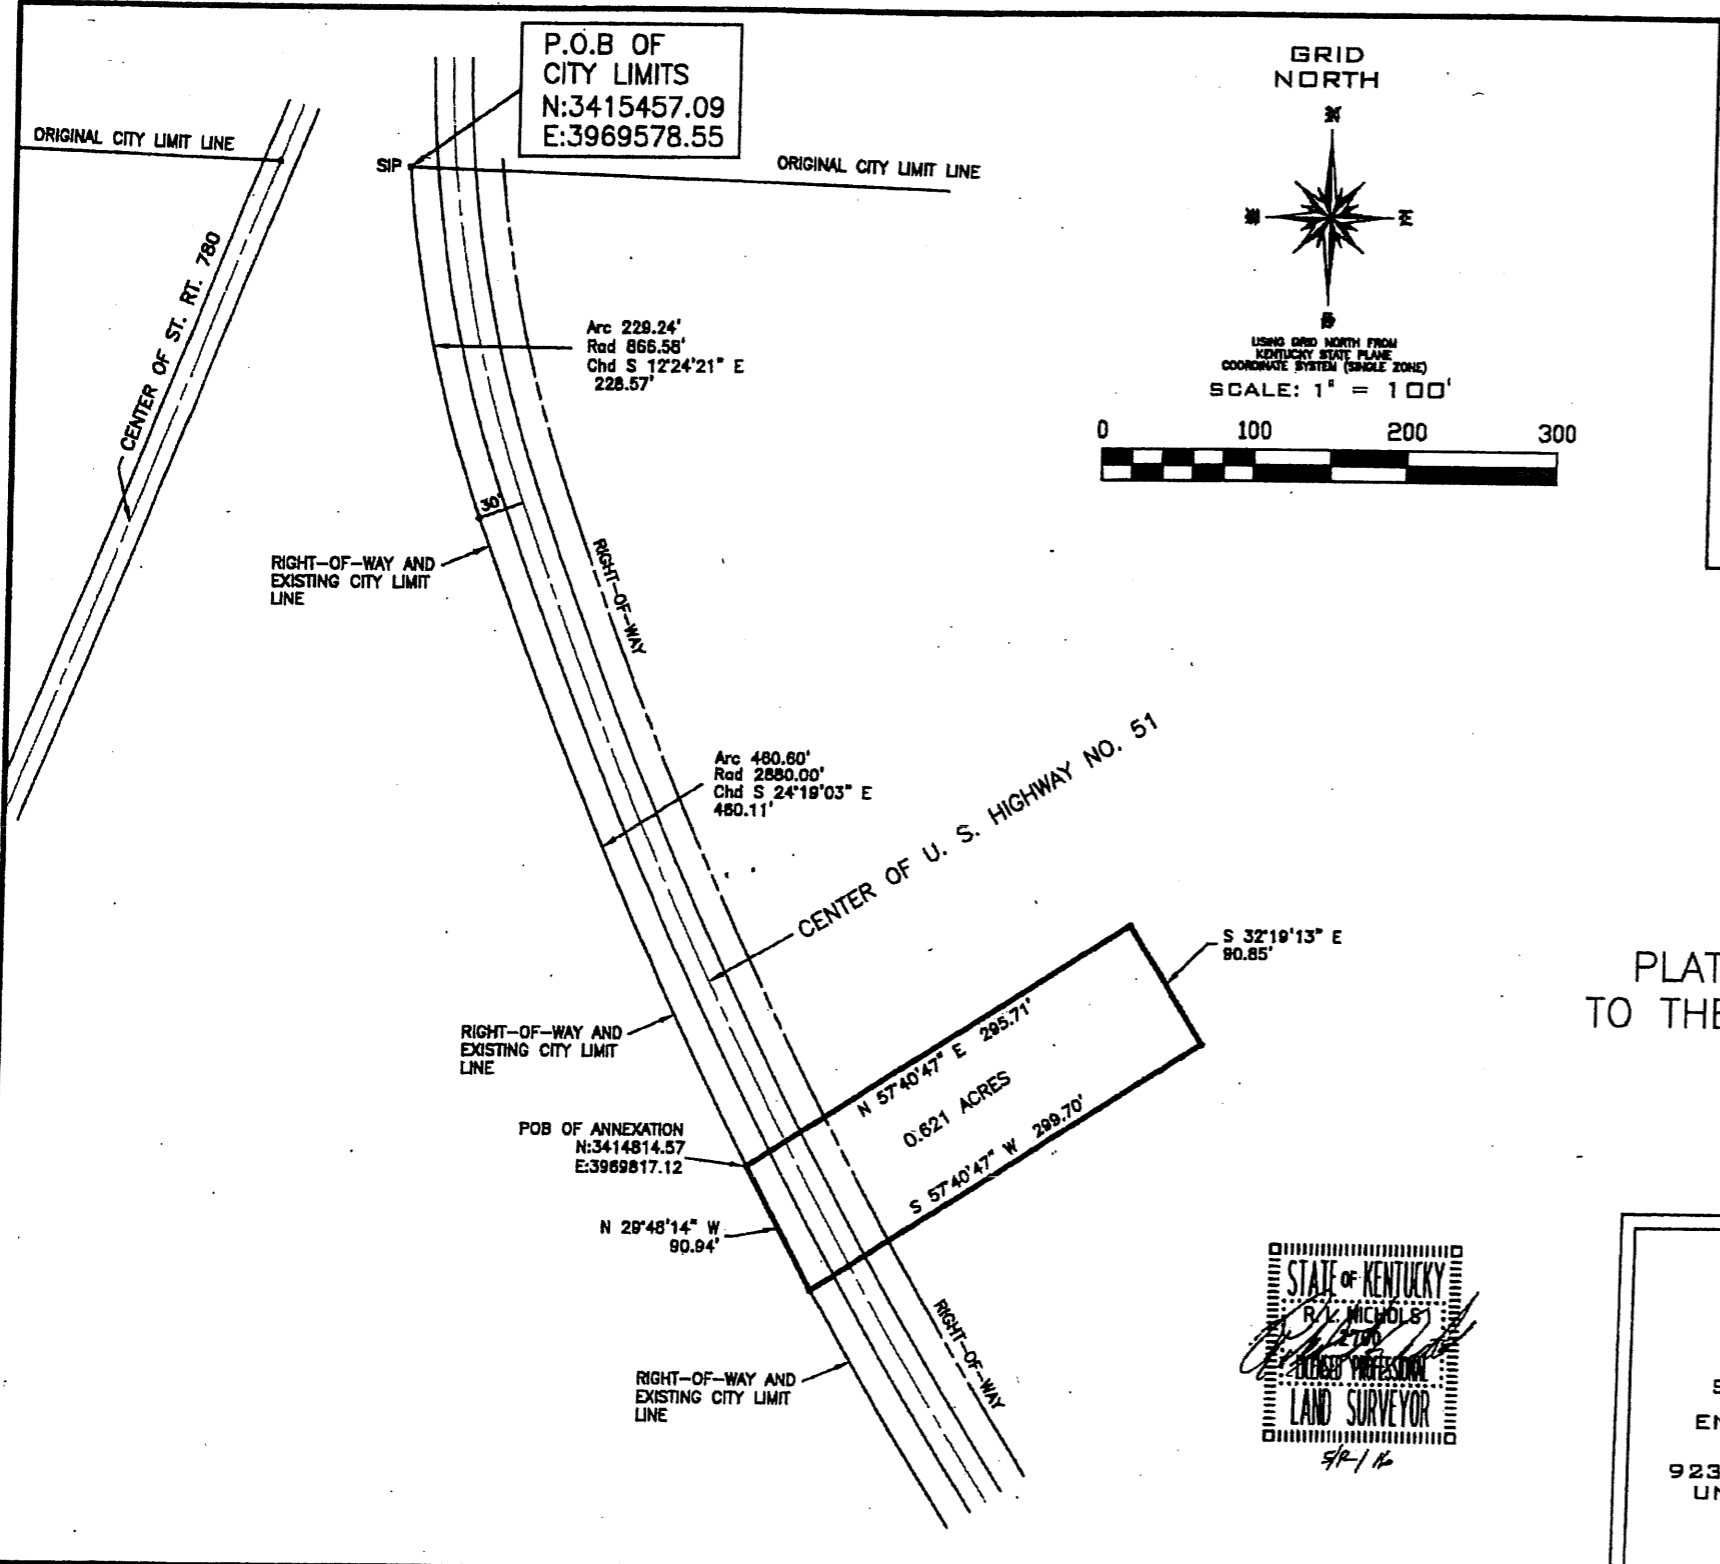 P.O.B OF
CITY LIMITS
N:3415457.09
E:3969578.55
GRID
NORTH
ORIGINAL CITY LIMIT LINE
SIP
ORIGINAL CITY LIMIT LINE
CENTER OF ST. RT. 780
USING GRID NORTH FROM
KENTUCKY STATE PLANE
COORDINATE SYSTEM (SINGLE ZONE)
SCALE: 1" = 100'
0 100 200 300
Arc 229.24'
Rad 866.58'
Chd S 12°24'21" E
228.57'
30'
RIGHT-OF-WAY AND
EXISTING CITY LIMIT
LINE
RIGHT-OF-WAY
Arc 460.60'
Rad 2880.00'
Chd S 24°19'03" E
460.11'
CENTER OF U. S. HIGHWAY NO. 51
S 32°19'13" E
90.85'
PLAT
TO THE
N 57°40'47" E 295.71'
0.621 ACRES
S 57°40'47" W 299.70'
RIGHT-OF-WAY AND
EXISTING CITY LIMIT
LINE
POB OF ANNEXATION
N:3414814.57
E:3969817.12
N 29°48'14" W
90.94'
RIGHT-OF-WAY
RIGHT-OF-WAY AND
EXISTING CITY LIMIT
LINE
STATE OF KENTUCKY
R. L. NICHOLS
LICENSED PROFESSIONAL
LAND SURVEYOR
923